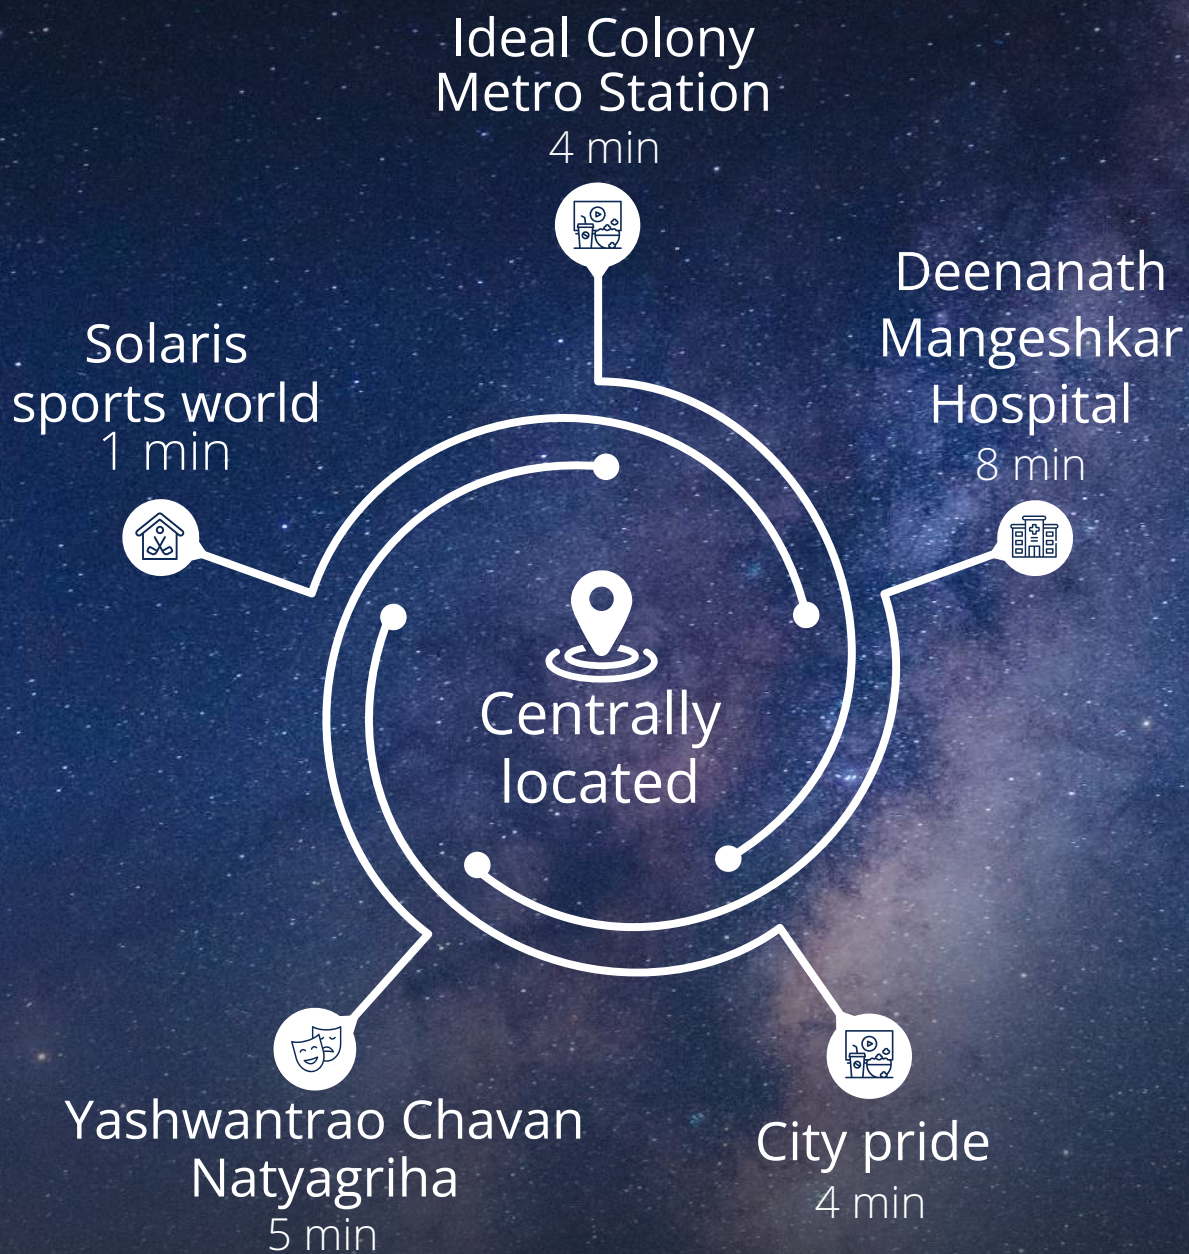 Ideal Colony
Metro Station
4 min
Deenanath
Mangeshkar
Hospital
8 min
Solaris
sports world
1 min
Centrally
located
Yashwantrao Chavan
Natyagriha
5 min
City pride
4 min